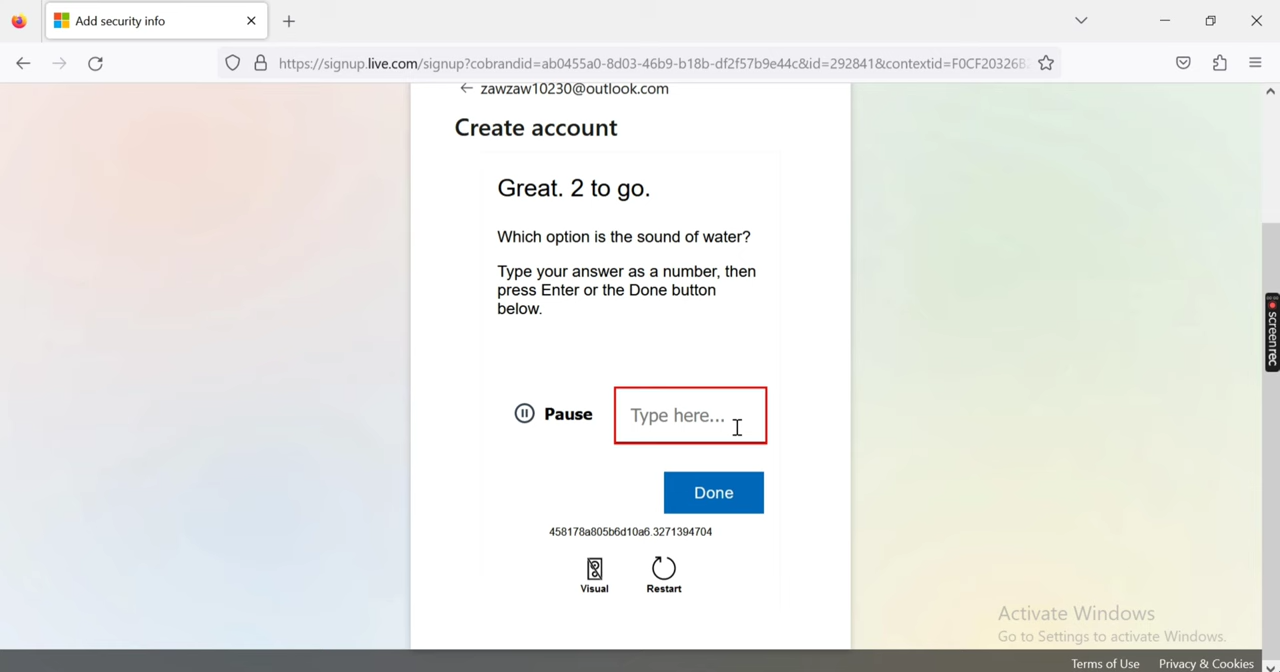 Add security info
https://signup.live.com/signup?cobrandid=ab0455a0-8d03-46b9-b18b-df2f57b9e44c&id=292841&contextid=F0CF20326B
zawzaw10230@outlook.com
Create account
Great. 2 to go.
Which option is the sound of water?
Type your answer as a number, then
press Enter or the Done button
below.
Pause
Type here...
Done
458178a805b6d10a6.3271394704
Visual
Restart
screenrec
Activate Windows
Go to Settings to activate Windows.
Terms of Use
Privacy & Cookies